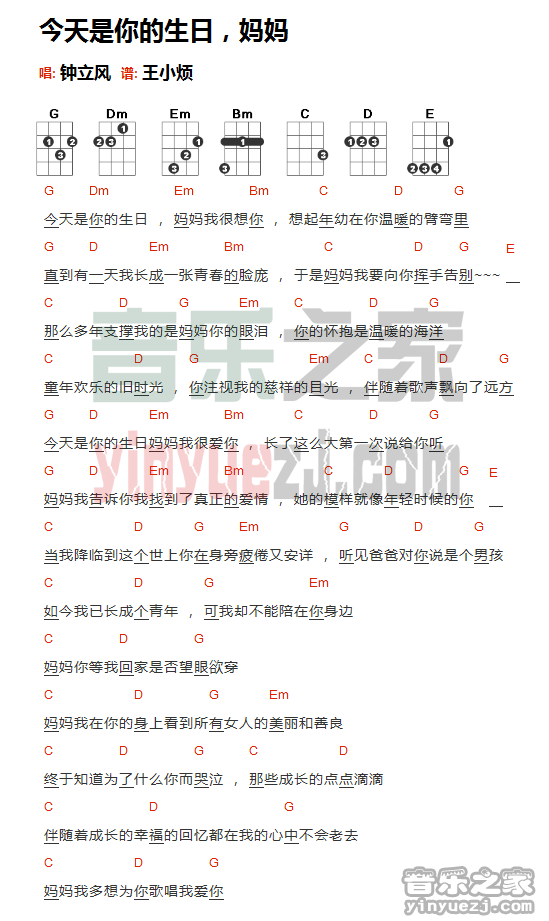 今天是你的生日，妈妈
唱: 钟立风 谱: 王小烦
G Dm Em Bm C D E
G Dm Em Bm C D G
今天是你的生日 ， 妈妈我很想你 ， 想起年幼在你温暖的臂弯里
G D Em Bm C D G E
直到有一天我长成一张青春的脸庞 ， 于是妈妈我要向你挥手告别~~~ __
C D G Em C D G
那么多年支撑我的是妈妈你的眼泪 ， 你的怀抱是温暖的海洋
C D G Em C D G
童年欢乐的旧时光 ， 你注视我的慈祥的目光 ， 伴随着歌声飘向了远方
G D Em Bm C D G
今天是你的生日妈妈我很爱你 ， 长了这么大第一次说给你听
G D Em Bm C D G E
妈妈我告诉你我找到了真正的爱情 ， 她的模样就像年轻时候的你 __
C D G Em G D G
当我降临到这个世上你在身旁疲倦又安详 ， 听见爸爸对你说是个男孩
C D G Em
如今我已长成个青年 ， 可我却不能陪在你身边
C D G
妈妈你等我回家是否望眼欲穿
C D G Em
妈妈我在你的身上看到所有女人的美丽和善良
C D G C D
终于知道为了什么你而哭泣 ， 那些成长的点点滴滴
C D G
伴随着成长的幸福的回忆都在我的心中不会老去
C D G
妈妈我多想为你歌唱我爱你
音乐之家
yinyuezj.com
音乐之家
yinyuezj.com